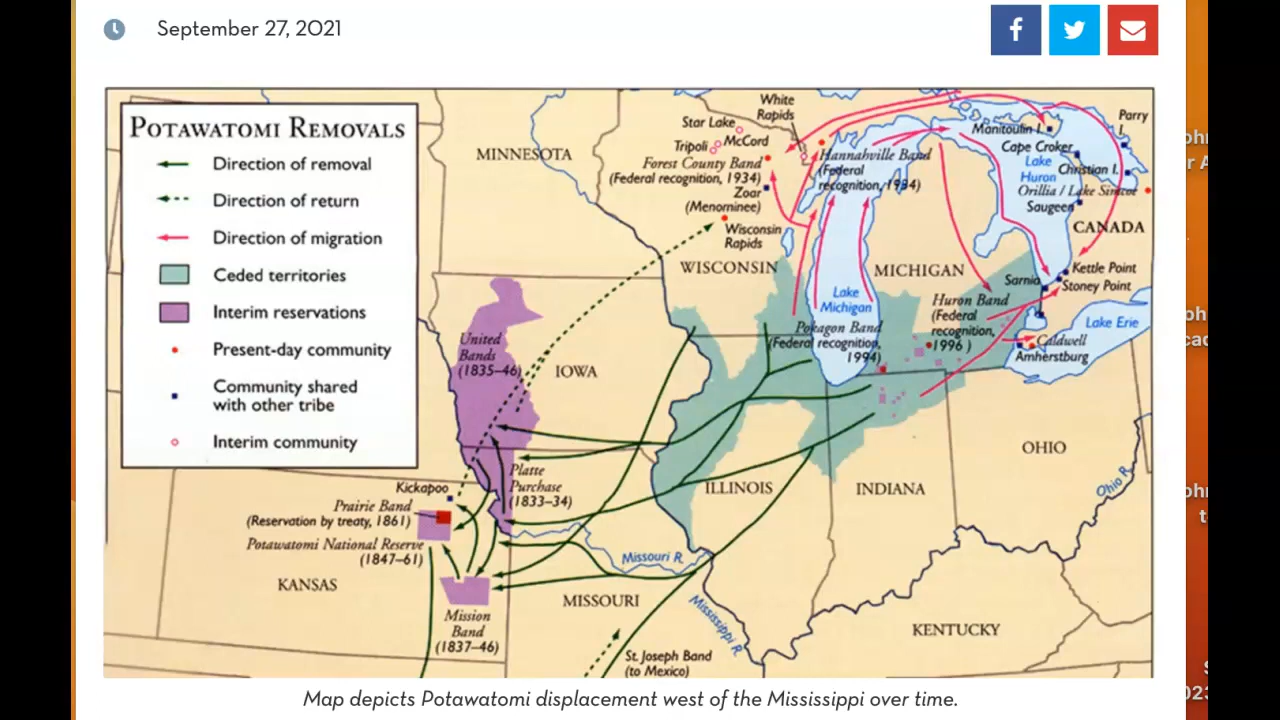 September 27, 2021
POTAWATOMI REMOVALS
Direction of removal
Direction of return
Direction of migration
Ceded territories
Interim reservations
Present-day community
Community shared
with other tribe
Interim community
MINNESOTA
White
Rapids
Star Lake
McCord
Tripoli
Forest County Band
(Federal recognition, 1934)
Zoar
(Menominee)
Wisconsin
Rapids
WISCONSIN
Hannahville Band
(Federal
recognition, 1934)
Manitoulin I.
Parry
I.
Cape Croker
Lake
Huron
Christian I.
Orillia / Lake Simcoe
Saugeen
CANADA
Kettle Point
Sarnia
Stoney Point
MICHIGAN
Lake
Michigan
Huron Band
(Federal
recognition,
1996)
Lake Erie
Caldwell
Amherstburg
Pokagon Band
(Federal recognition,
1994)
United
Bands
(1835-46)
IOWA
Platte
Purchase
(1833-34)
Kickapoo
Prairie Band
(Reservation by treaty, 1861)
Potawatomi National Reserve
(1847-61)
KANSAS
Mission
Band
(1837-46)
MISSOURI
Missouri R.
Mississippi R.
St. Joseph Band
(to Mexico)
ILLINOIS
INDIANA
OHIO
Ohio R.
KENTUCKY
Map depicts Potawatomi displacement west of the Mississippi over time.